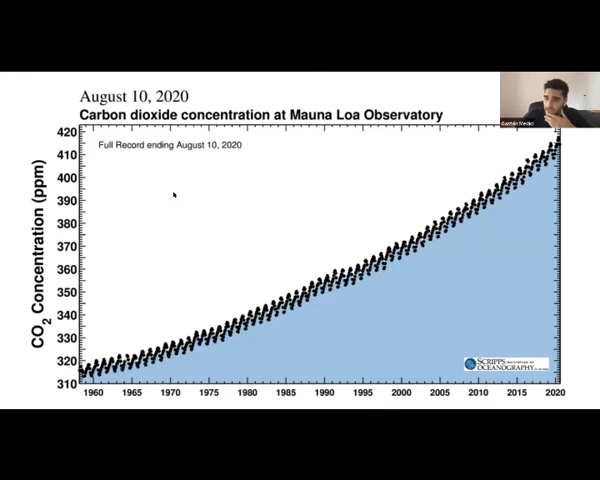 August 10, 2020
Carbon dioxide concentration at Mauna Loa Observatory
Full Record ending August 10, 2020
CO2 Concentration (ppm)
420
410
400
390
380
370
360
350
340
330
320
310
1960 1965 1970 1975 1980 1985 1990 1995 2000 2005 2010 2015 2020
SCRIPPS INSTITUTION OF
OCEANOGRAPHY